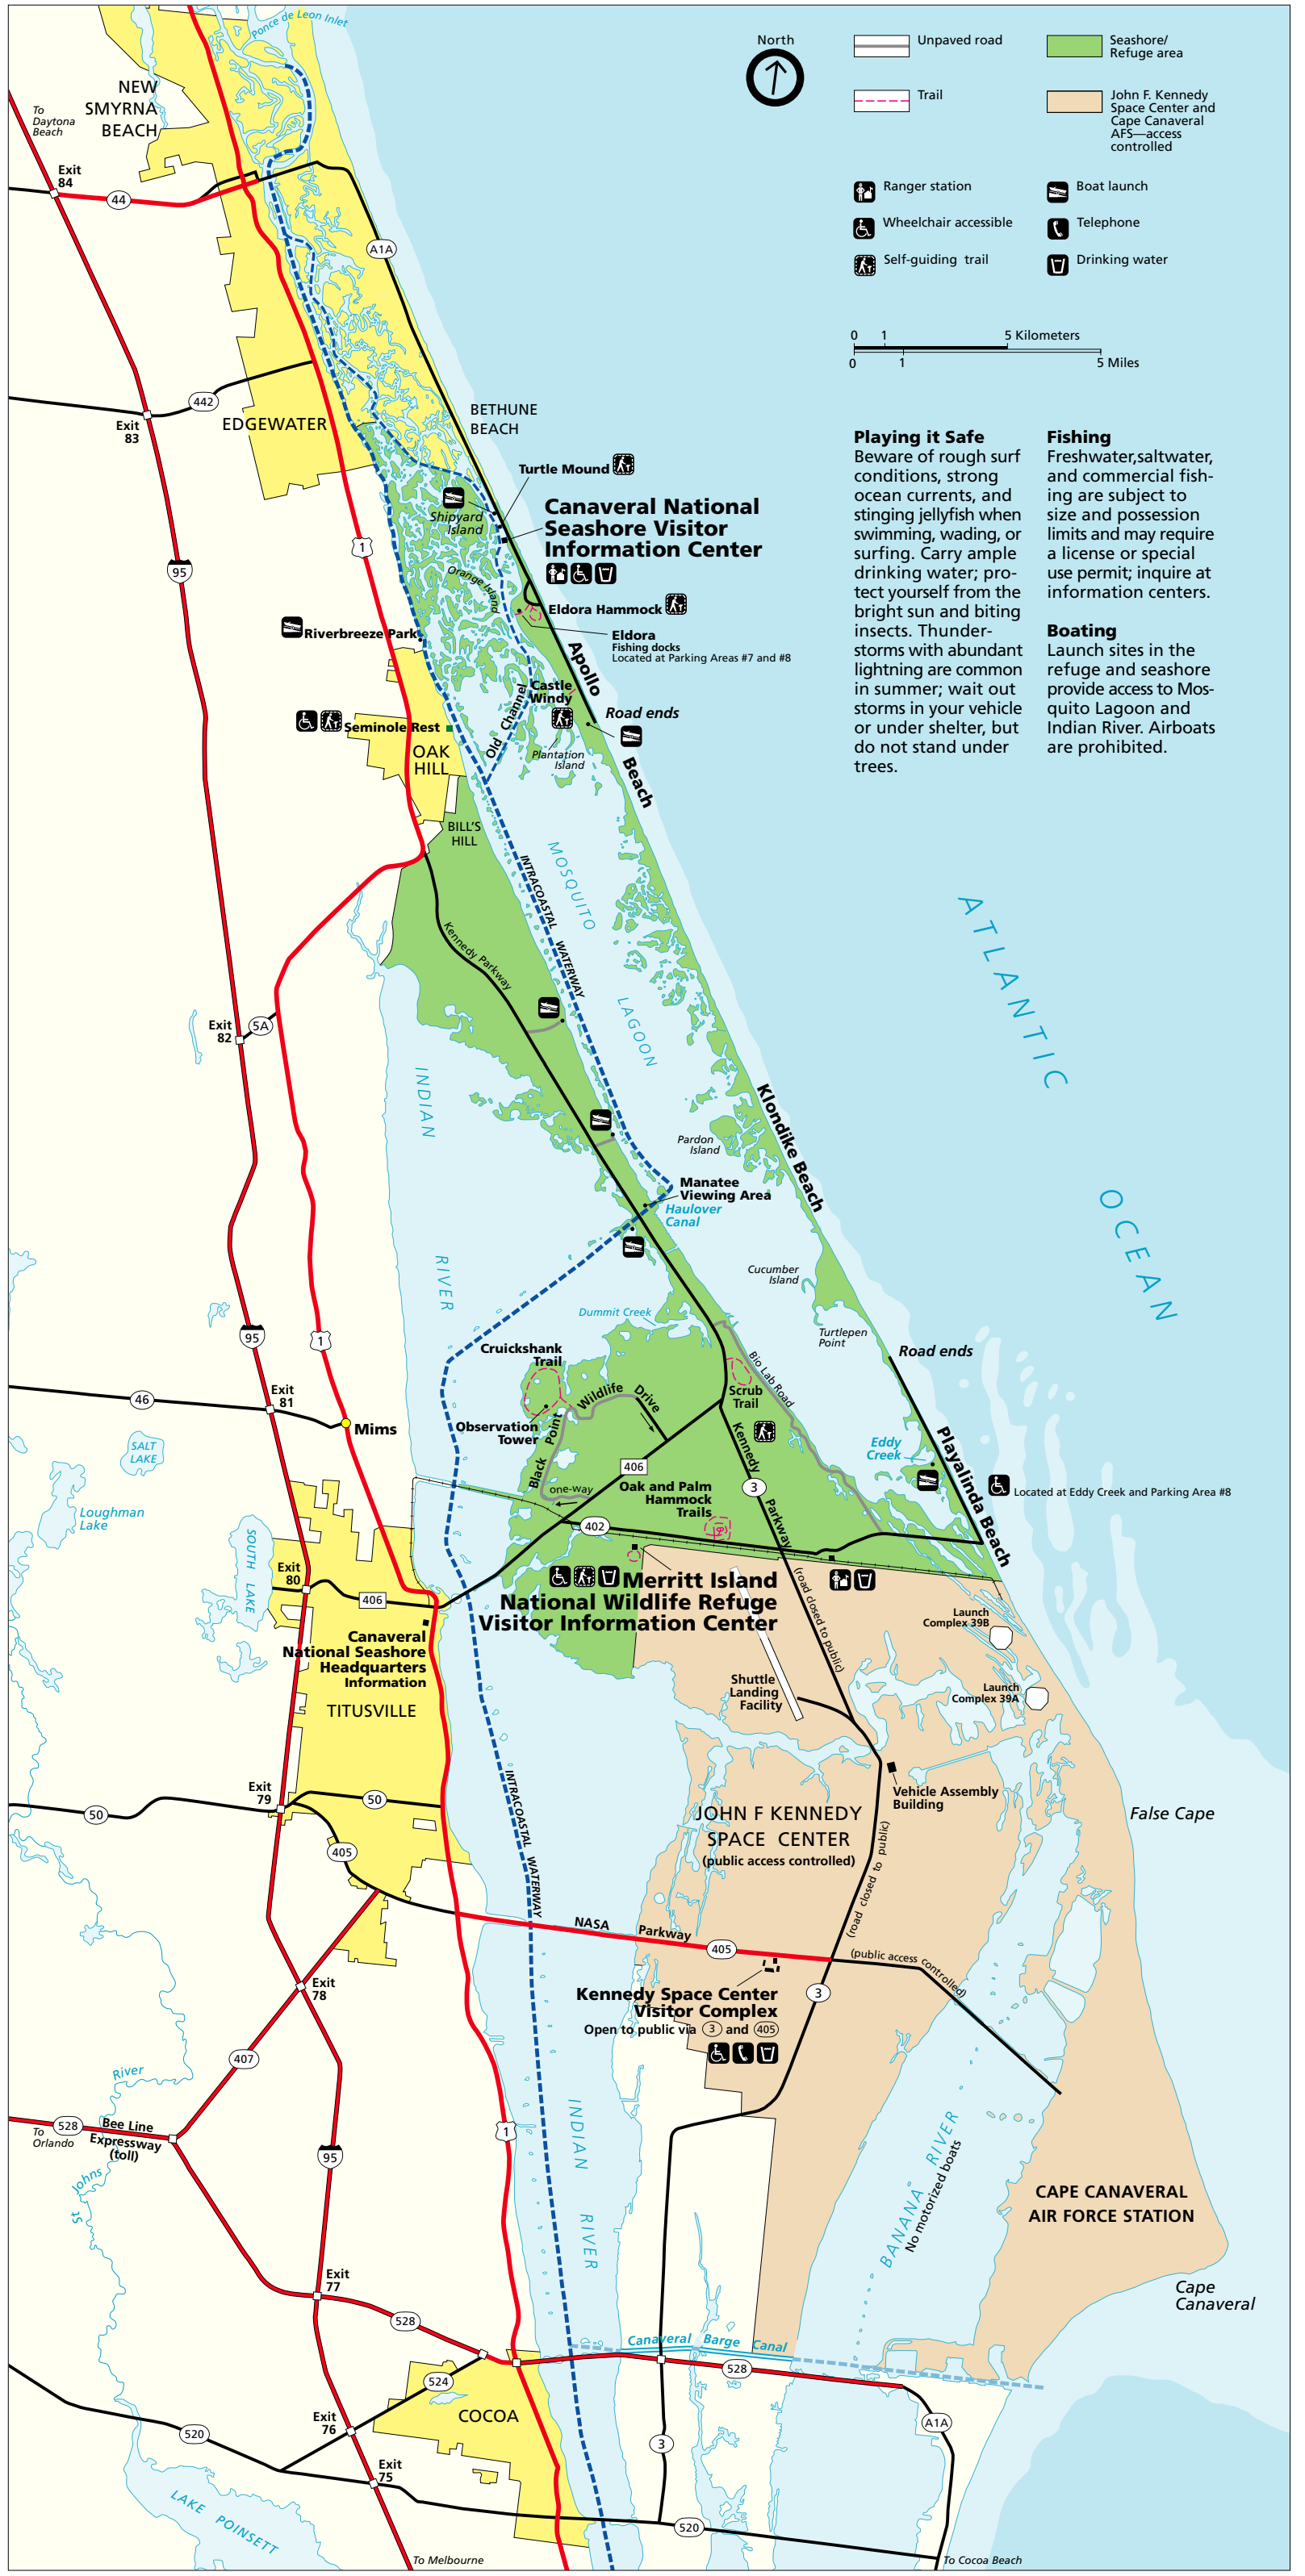 Ponce de Leon Inlet
NEW
SMYRNA
BEACH
To
Daytona
Beach
Exit
84
44
A1A
North
Unpaved road
Trail
Seashore/
Refuge area
John F. Kennedy
Space Center and
Cape Canaveral
AFS—access
controlled
Ranger station
Wheelchair accessible
Self-guiding trail
Boat launch
Telephone
Drinking water
0 1 5 Kilometers
0 1 5 Miles
442
Exit
83
EDGEWATER
BETHUNE
BEACH
Playing it Safe
Beware of rough surf
conditions, strong
ocean currents, and
stinging jellyfish when
swimming, wading, or
surfing. Carry ample
drinking water; pro-
tect yourself from the
bright sun and biting
insects. Thunder-
storms with abundant
lightning are common
in summer; wait out
storms in your vehicle
or under shelter, but
do not stand under
trees.
Fishing
Freshwater,saltwater,
and commercial fish-
ing are subject to
size and possession
limits and may require
a license or special
use permit; inquire at
information centers.
Boating
Launch sites in the
refuge and seashore
provide access to Mos-
quito Lagoon and
Indian River. Airboats
are prohibited.
Turtle Mound
Shipyard
Island
Canaveral National
Seashore Visitor
Information Center
1
95
Orange Island
Eldora Hammock
Eldora
Fishing docks
Located at Parking Areas #7 and #8
Riverbreeze Park
Apollo
Beach
Castle
Windy
Old Channel
Road ends
Plantation
Island
Seminole Rest
OAK
HILL
BILL'S
HILL
MOSQUITO
LAGOON
INTRACOASTAL WATERWAY
ATLANTIC
OCEAN
Kennedy Parkway
Exit
82
5A
INDIAN
RIVER
Klondike Beach
Pardon
Island
Manatee
Viewing Area
Haulover
Canal
Cucumber
Island
Turtlepen
Point
Dummit Creek
95
1
Road ends
Cruickshank
Trail
Bio Lab Road
Scrub
Trail
Wildlife Drive
Black Point
Observation
Tower
46
Exit
81
Mims
SALT
LAKE
Loughman
Lake
SOUTH LAKE
Kennedy Parkway
3
406
one-way
Oak and Palm
Hammock
Trails
402
Eddy
Creek
Playalinda Beach
Located at Eddy Creek and Parking Area #8
Exit
80
406
Merritt Island
National Wildlife Refuge
Visitor Information Center
(road closed to public)
Canaveral
National Seashore
Headquarters
Information
TITUSVILLE
Launch
Complex 39B
Launch
Complex 39A
Shuttle
Landing
Facility
Vehicle Assembly
Building
False Cape
Exit
79
50
50
405
INTRACOASTAL WATERWAY
JOHN F KENNEDY
SPACE CENTER
(public access controlled)
(road closed to public)
NASA Parkway
405
(public access controlled)
Exit
78
Kennedy Space Center
Visitor Complex
Open to public via 3 and 405
3
407
River
Johns
St
528
Bee Line
Expressway
(toll)
To
Orlando
95
1
INDIAN
RIVER
BANANA RIVER
No motorized boats
CAPE CANAVERAL
AIR FORCE STATION
Cape
Canaveral
Exit
77
528
Canaveral Barge Canal
528
524
COCOA
Exit
76
520
Exit
75
3
A1A
520
LAKE POINSETT
To Melbourne
To Cocoa Beach